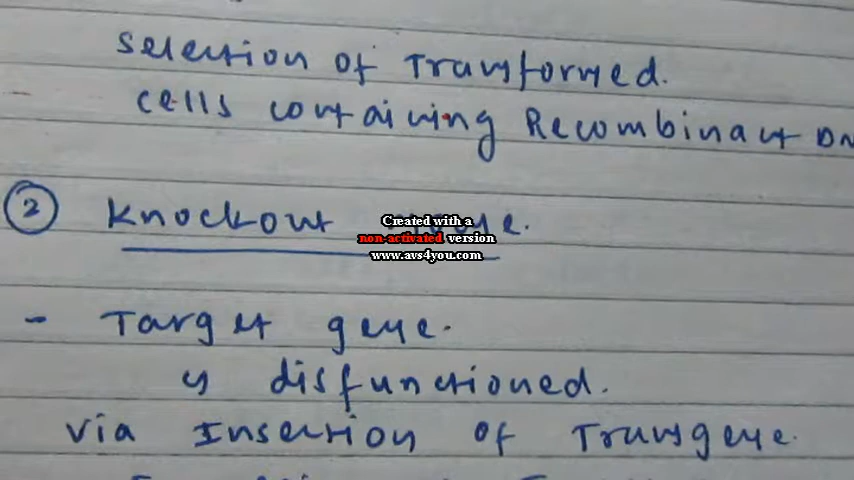 Selection of Transformed.
cells containing Recombinant DN
② Knockout
Created with a
non-activated version
www.avs4you.com
- Target gene.
is disfunctioned.
via Insertion of Transgene.